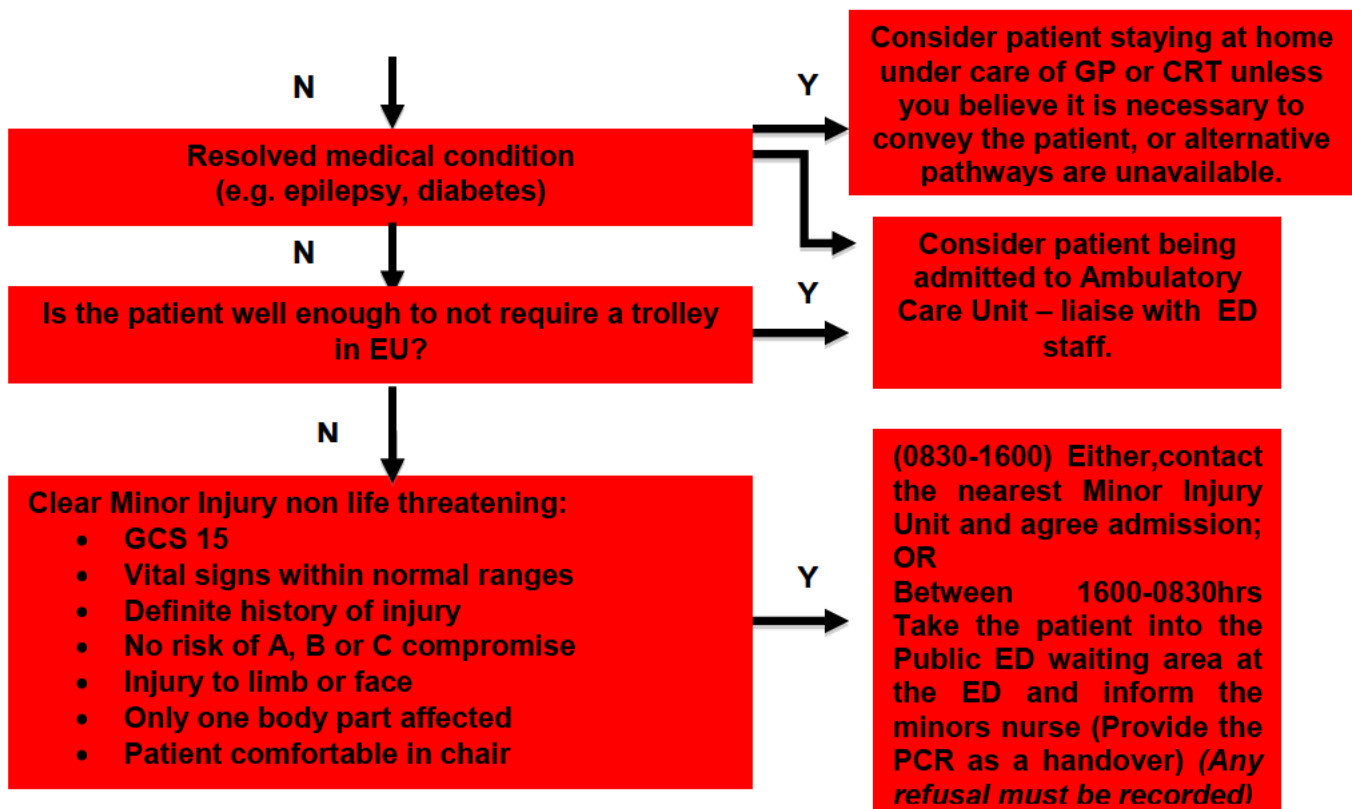 N
Y
Consider patient staying at home
under care of GP or CRT unless
you believe it is necessary to
convey the patient, or alternative
pathways are unavailable.
Resolved medical condition
(e.g. epilepsy, diabetes)
N
Y
Consider patient being
admitted to Ambulatory
Care Unit – liaise with ED
staff.
Is the patient well enough to not require a trolley
in EU?
N
Clear Minor Injury non life threatening:
• GCS 15
• Vital signs within normal ranges
• Definite history of injury
• No risk of A, B or C compromise
• Injury to limb or face
• Only one body part affected
• Patient comfortable in chair
Y
(0830-1600) Either,contact
the nearest Minor Injury
Unit and agree admission;
OR
Between 1600-0830hrs
Take the patient into the
Public ED waiting area at
the ED and inform the
minors nurse (Provide the
PCR as a handover) (Any
refusal must be recorded)